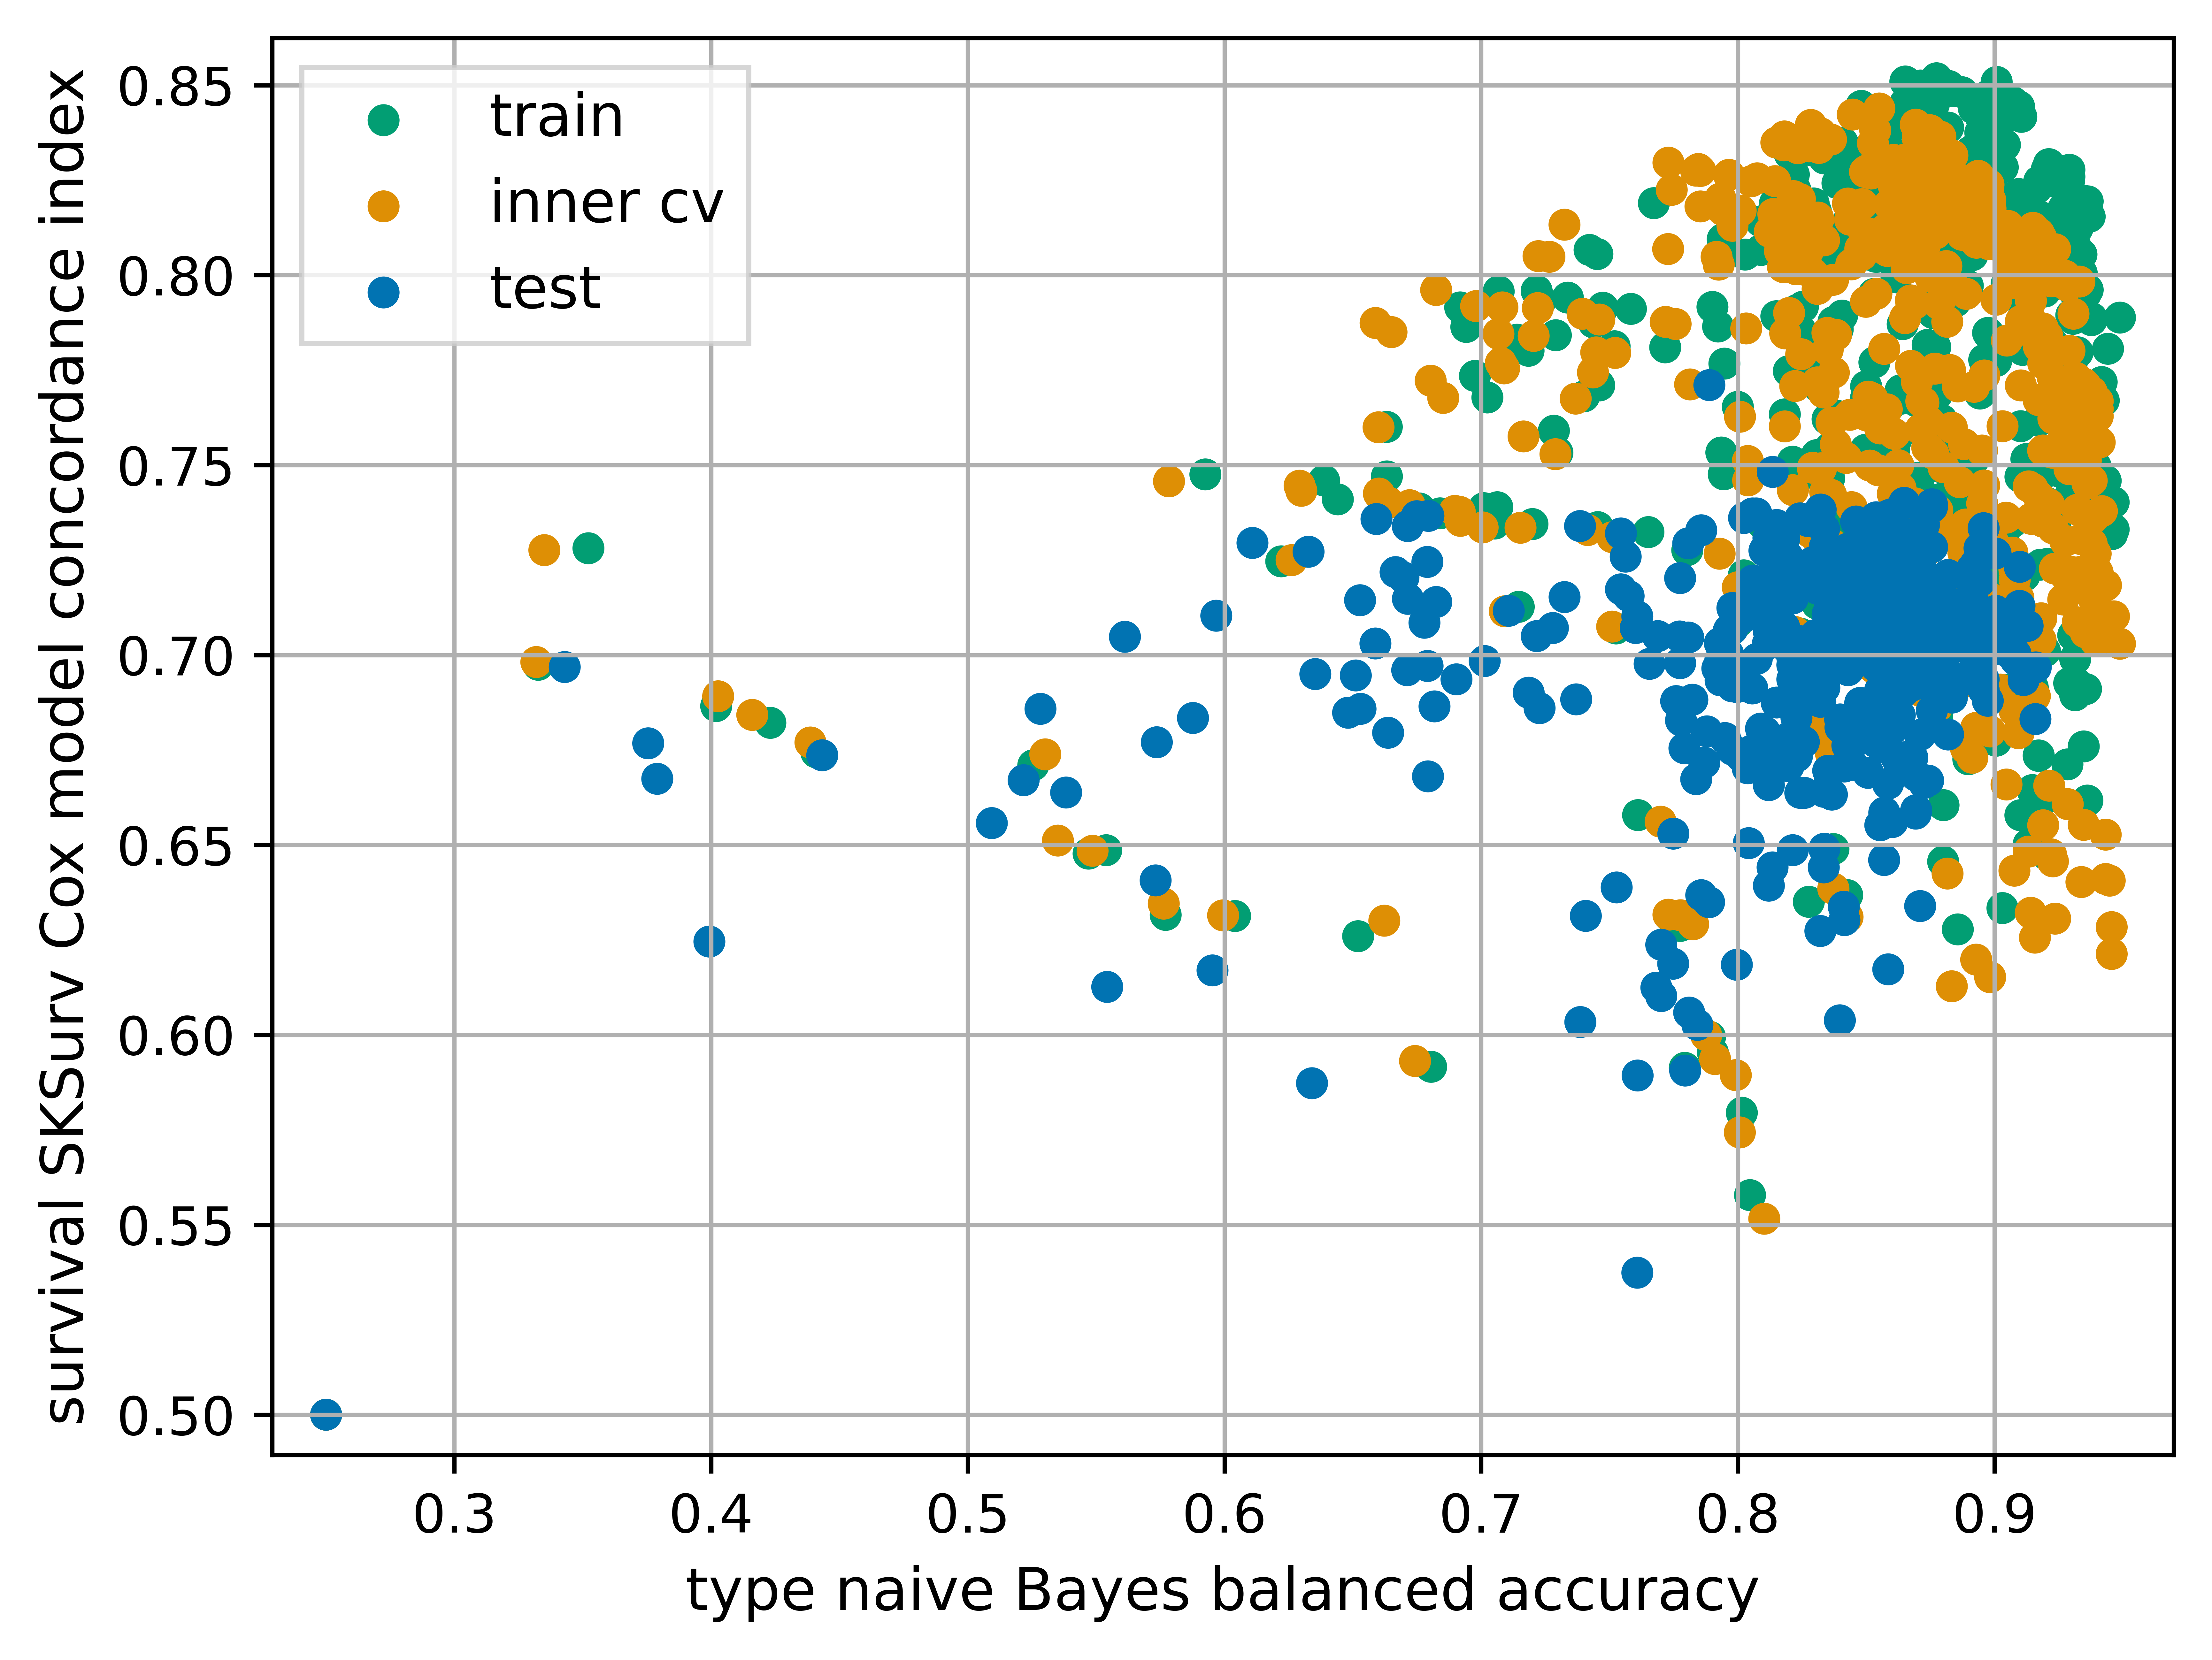 train
inner cv
test
survival SKSurv Cox model concordance index
0.85
0.80
0.75
0.70
0.65
0.60
0.55
0.50
0.3 0.4 0.5 0.6 0.7 0.8 0.9
type naive Bayes balanced accuracy